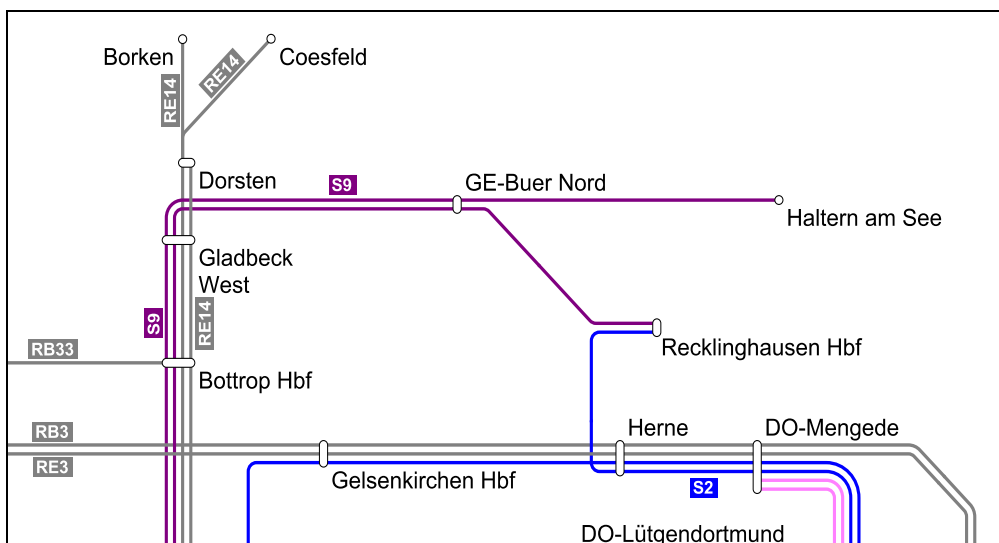 Borken
RE14
RE14
Coesfeld
Dorsten
S9
GE-Buer Nord
Haltern am See
Gladbeck
West
S9
RE14
Recklinghausen Hbf
RB33
Bottrop Hbf
RB3
RE3
Herne
DO-Mengede
Gelsenkirchen Hbf
S2
DO-Lütgendortmund